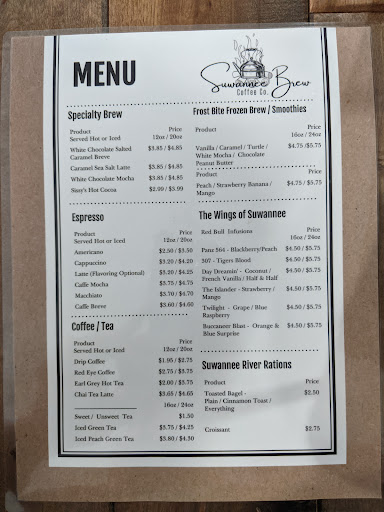 MENU
Suwannee Brew
Coffee Co.
Specialty Brew
Product Price
Served Hot or Iced 12oz / 20oz
White Chocolate Salted $3.85 / $4.85
Caramel Breve
Caramel Sea Salt Latte $3.85 / $4.85
White Chocolate Mocha $3.85 / $4.85
Sissy's Hot Cocoa $2.99 / $3.99
Espresso
Product Price
Served Hot or Iced 12oz / 20oz
Americano $2.50 / $3.50
Cappuccino $3.20 / $4.20
Latte (Flavoring Optional) $3.25 / $4.25
Caffe Mocha $3.75 / $4.75
Macchiato $3.70 / $4.70
Caffe Breve $3.60 / $4.60
Coffee / Tea
Product Price
Served Hot or Iced 12oz / 20oz
Drip Coffee $1.95 / $2.75
Red Eye Coffee $2.75 / $3.75
Earl Grey Hot Tea $2.00 / $3.75
Chai Tea Latte $3.65 / $4.65
16oz / 24oz
Sweet / Unsweet Tea $1.50
Iced Green Tea $3.75 / $4.25
Iced Peach Green Tea $3.80 / $4.30
Frost Bite Frozen Brew / Smoothies
Product Price
16oz / 24oz
Vanilla / Caramel / Turtle / $4.75 / $5.75
White Mocha / Chocolate
Peanut Butter
Product Price
Peach / Strawberry Banana / $4.75 / $5.75
Mango
The Wings of Suwannee
Red Bull Infusions Price
16oz / 24oz
Panz 564 - Blackberry/Peach $4.50 / $5.75
307 - Tigers Blood $4.50 / $5.75
Day Dreamin' - Coconut / $4.50 / $5.75
French Vanilla / Half & Half
The Islander - Strawberry / $4.50 / $5.75
Mango
Twilight - Grape / Blue $4.50 / $5.75
Raspberry
Buccaneer Blast - Orange & $4.50 / $5.75
Blue Surprise
Suwannee River Rations
Product Price
Toasted Bagel - $2.50
Plain / Cinnamon Toast /
Everything
Croissant $2.75